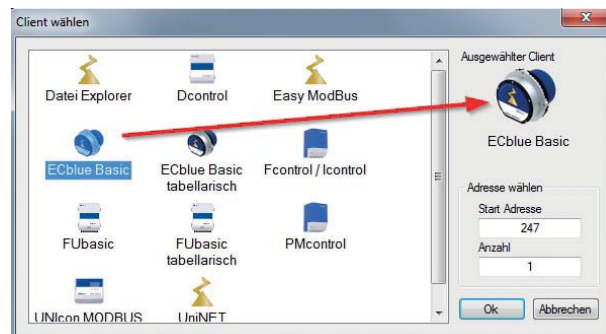 Client wählen
Datei Explorer
Dcontrol
Easy ModBus
ECblue Basic
ECblue Basic
tabellarisch
Fcontrol / Icontrol
FUbasic
FUbasic
tabellarisch
PMcontrol
UNIcon MODBUS
UniNET
Ausgewählter Client
ECblue Basic
Adresse wählen
Start Adresse
247
Anzahl
1
Ok
Abbrechen